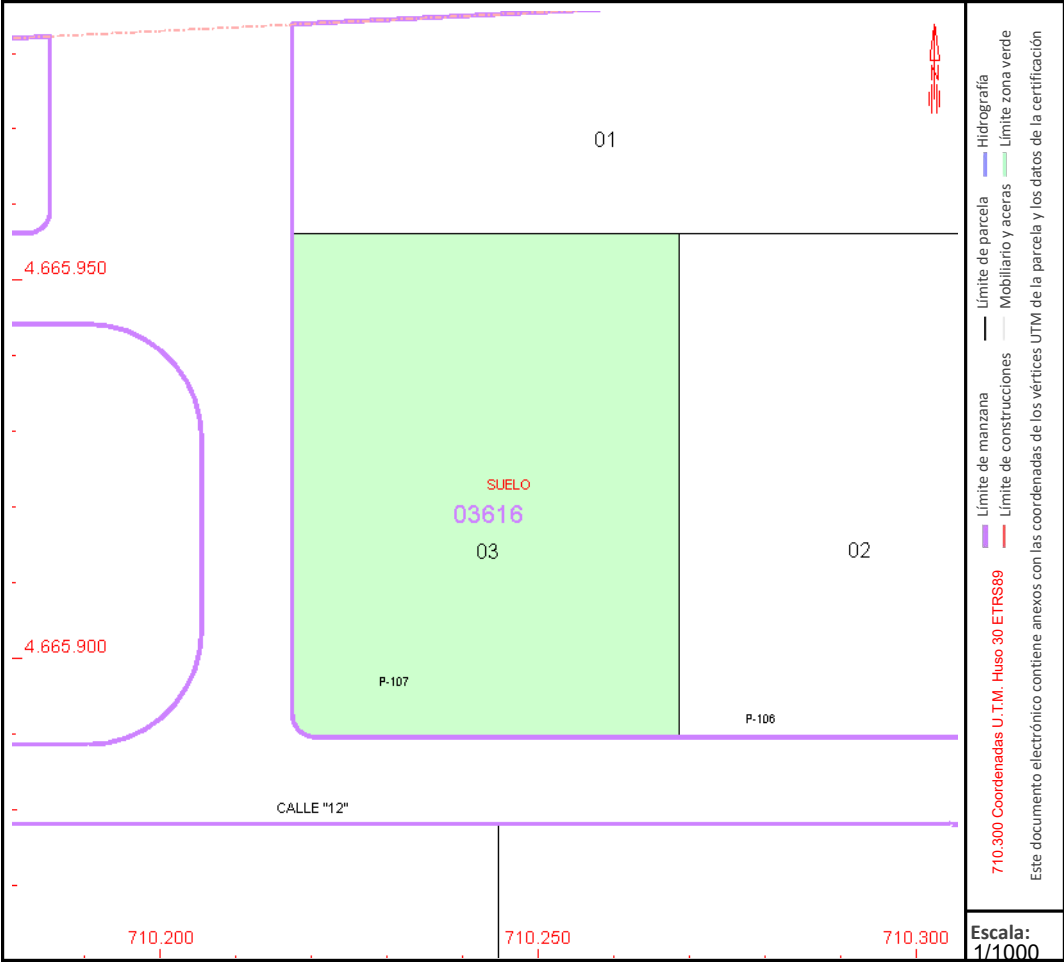 01
4.665.950
SUELO
03616
03
02
4.665.900
P-107
P-106
CALLE "12"
710.200
710.250
710.300
N
710.300 Coordenadas U.T.M. Huso 30 ETRS89
Límite de manzana
Límite de parcela
Hidrografía
Límite de construcciones
Mobiliario y aceras
Límite zona verde
Este documento electrónico contiene anexos con las coordenadas de los vértices UTM de la parcela y los datos de la certificación
Escala:
1/1000